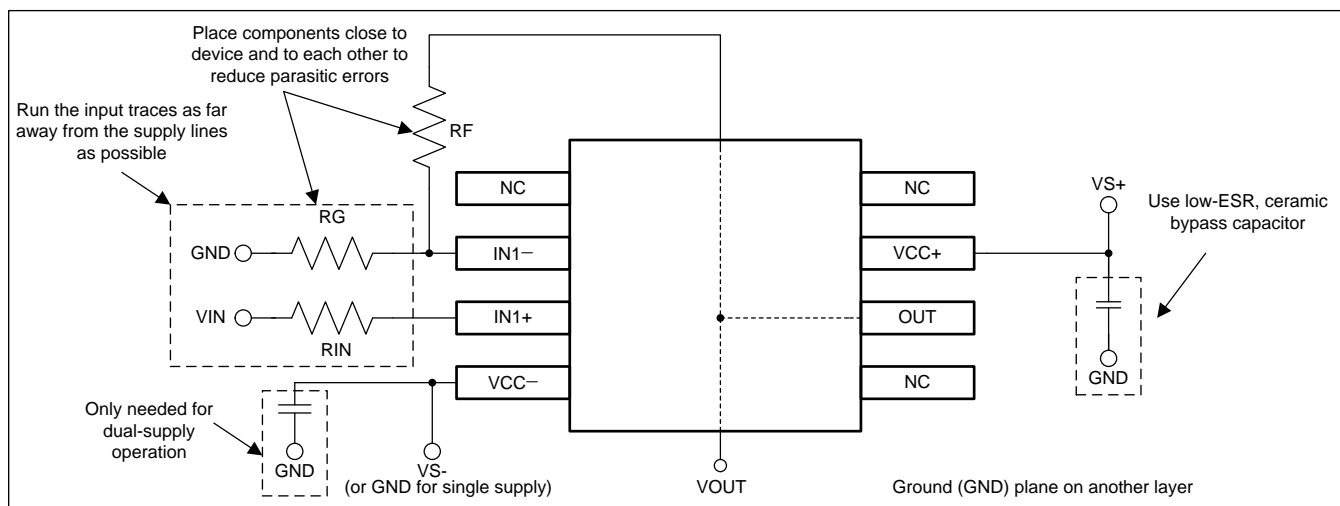 Place components close to
device and to each other to
reduce parasitic errors
Run the input traces as far
away from the supply lines
as possible
RF
NC
NC
VS+
Use low-ESR, ceramic
bypass capacitor
RG
GND
IN1−
VCC+
VIN
IN1+
OUT
RIN
GND
VCC−
NC
Only needed for
dual-supply
operation
GND
VS-
(or GND for single supply)
VOUT
Ground (GND) plane on another layer